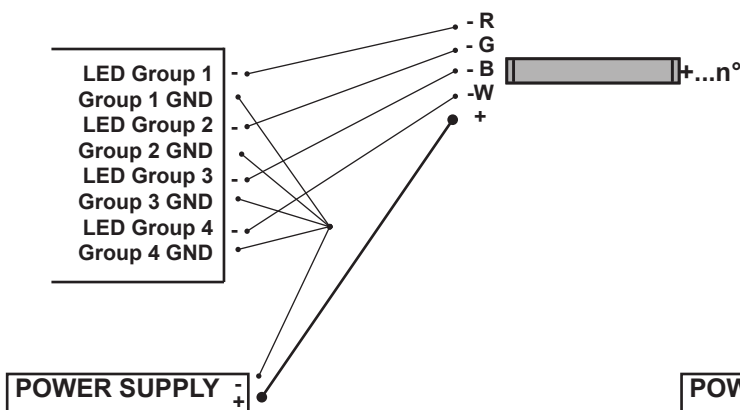 LED Group 1 -
Group 1 GND
LED Group 2 -
Group 2 GND
LED Group 3 -
Group 3 GND
LED Group 4 -
Group 4 GND
- R
- G
- B
-W
+
+...n°
POWER SUPPLY -
+
POW